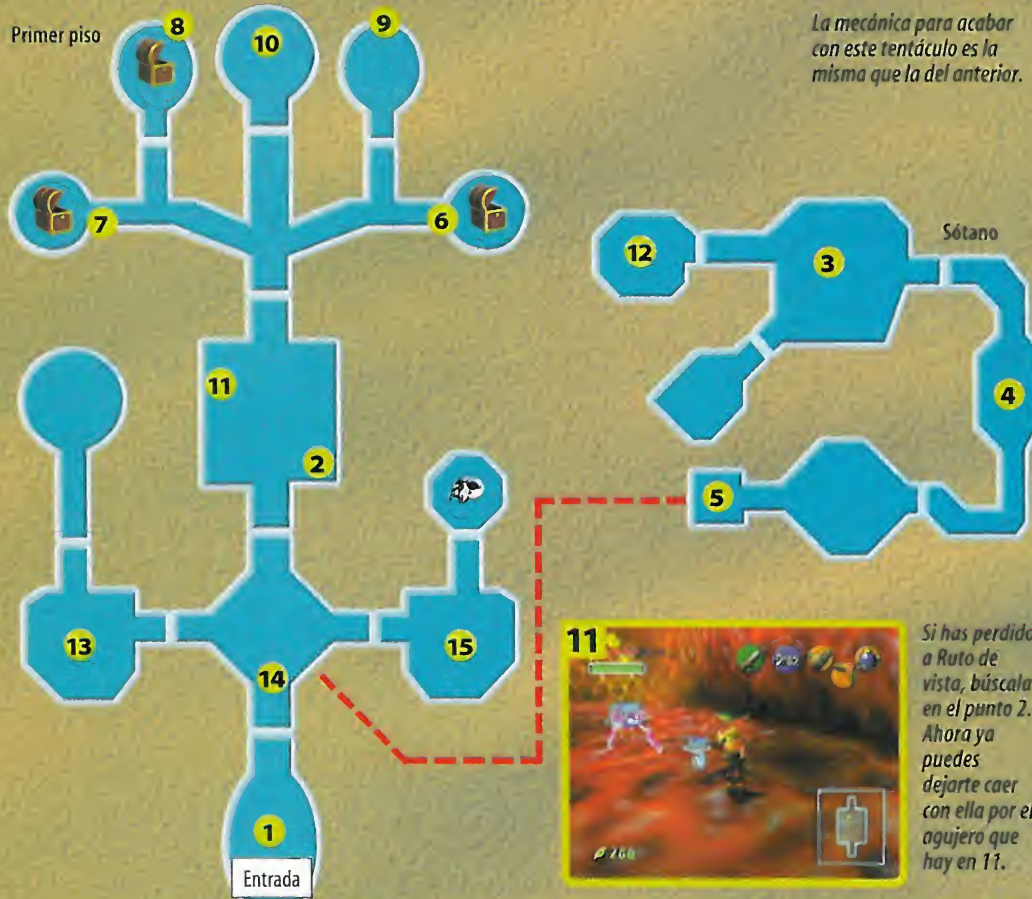 Primer piso
8
9
10
La mecánica para acabar
con este tentáculo es la
misma que la del anterior.
7
6
12
3
Sótano
11
4
2
5
13
15
14
1
Entrada
11
Si has perdido
a Ruto de
vista, búscala
en el punto 2.
Ahora ya
puedes
dejarte caer
con ella por el
agujero que
hay en 11.